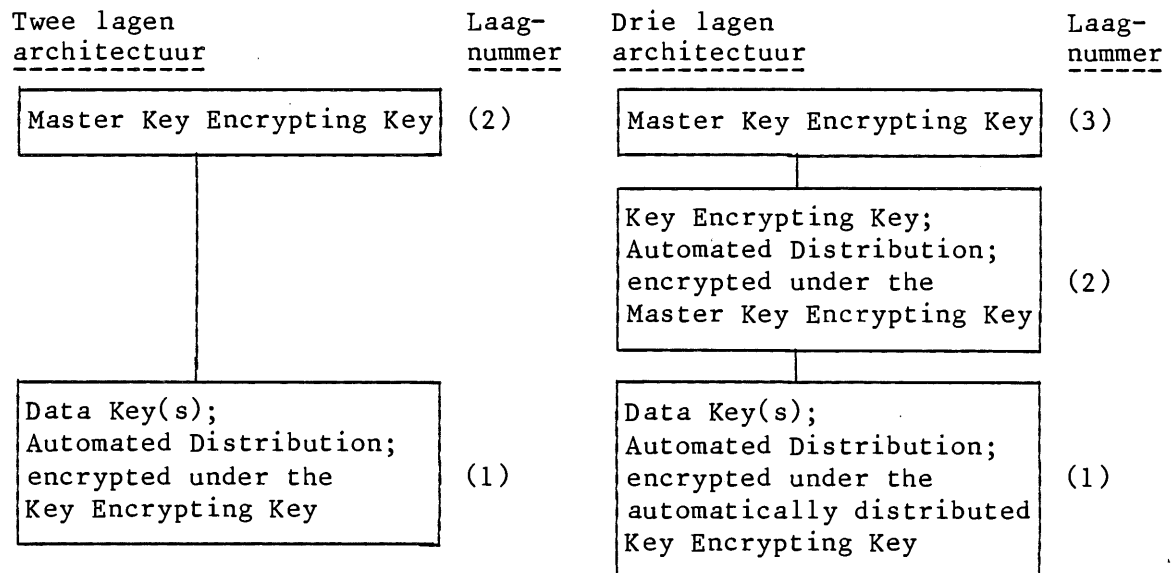 Twee lagen architectuur
Laag-nummer
Master Key Encrypting Key (2)
Data Key(s);
Automated Distribution;
encrypted under the
Key Encrypting Key
(1)
Drie lagen architectuur
Laag-nummer
Master Key Encrypting Key (3)
Key Encrypting Key;
Automated Distribution;
encrypted under the
Master Key Encrypting Key
(2)
Data Key(s);
Automated Distribution;
encrypted under the
automatically distributed
Key Encrypting Key
(1)